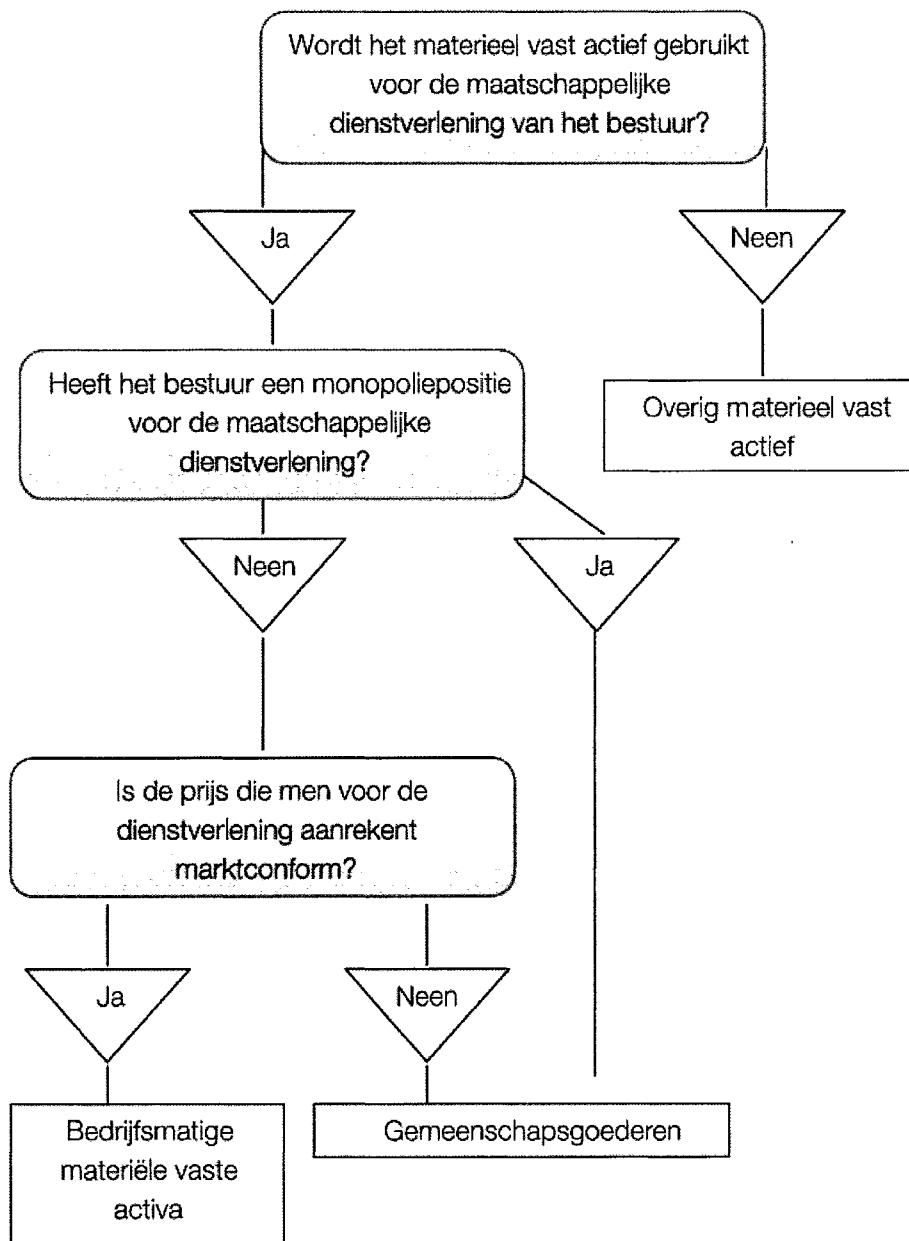 Wordt het materieel vast actief gebruikt
voor de maatschappelijke
dienstverlening van het bestuur?
Ja
Neen
Heeft het bestuur een monopoliepositie
voor de maatschappelijke
dienstverlening?
Overig materieel vast
actief
Neen
Ja
Is de prijs die men voor de
dienstverlening aanrekent
marktconform?
Ja
Neen
Bedrijfsmatige
materiële vaste
activa
Gemeenschapsgoederen